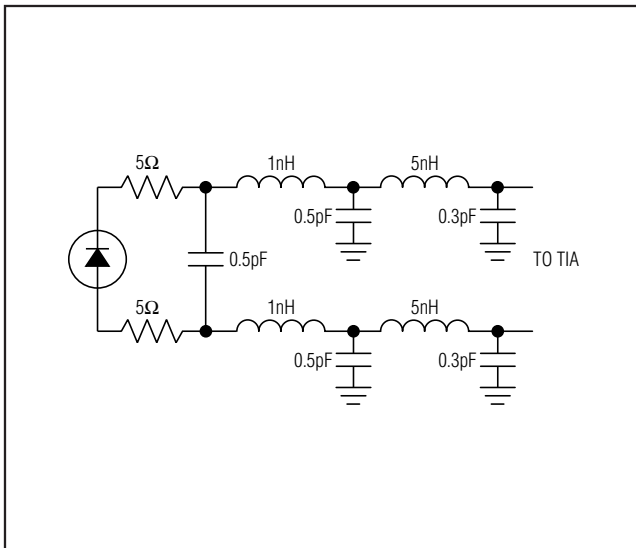 5Ω
1nH
5nH
0.5pF
0.3pF
0.5pF
TO TIA
5Ω
1nH
5nH
0.5pF
0.3pF